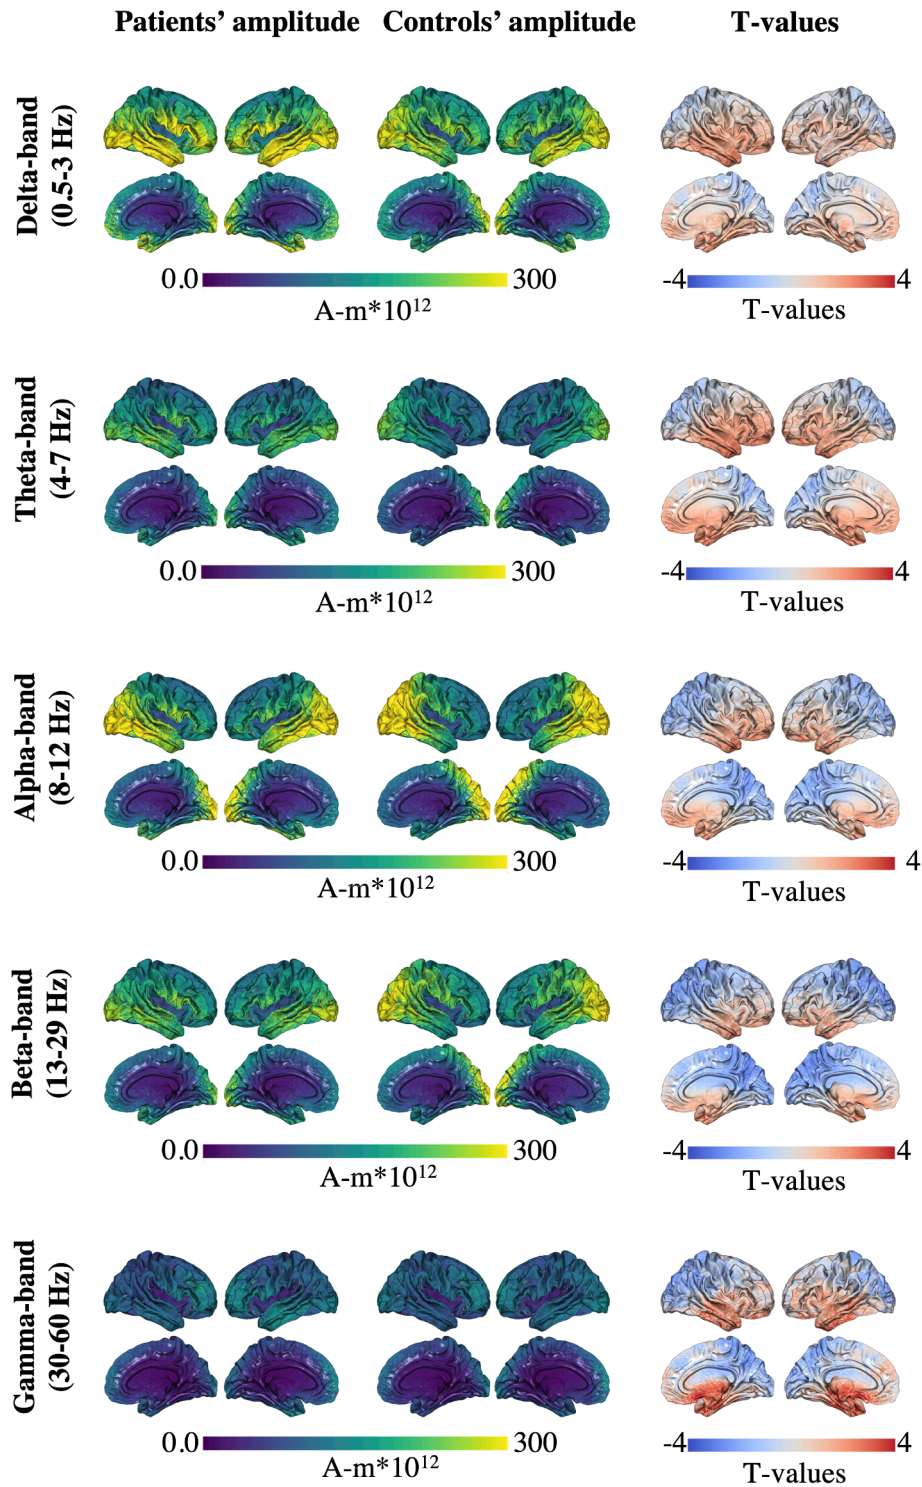 Patients’ amplitude Controls’ amplitude T-values
Delta-band
(0.5-3 Hz)
0.0 300 -4 4
A-m*10¹² T-values
Theta-band
(4-7 Hz)
0.0 300 -4 4
A-m*10¹² T-values
Alpha-band
(8-12 Hz)
0.0 300 -4 4
A-m*10¹² T-values
Beta-band
(13-29 Hz)
0.0 300 -4 4
A-m*10¹² T-values
Gamma-band
(30-60 Hz)
0.0 300 -4 4
A-m*10¹² T-values